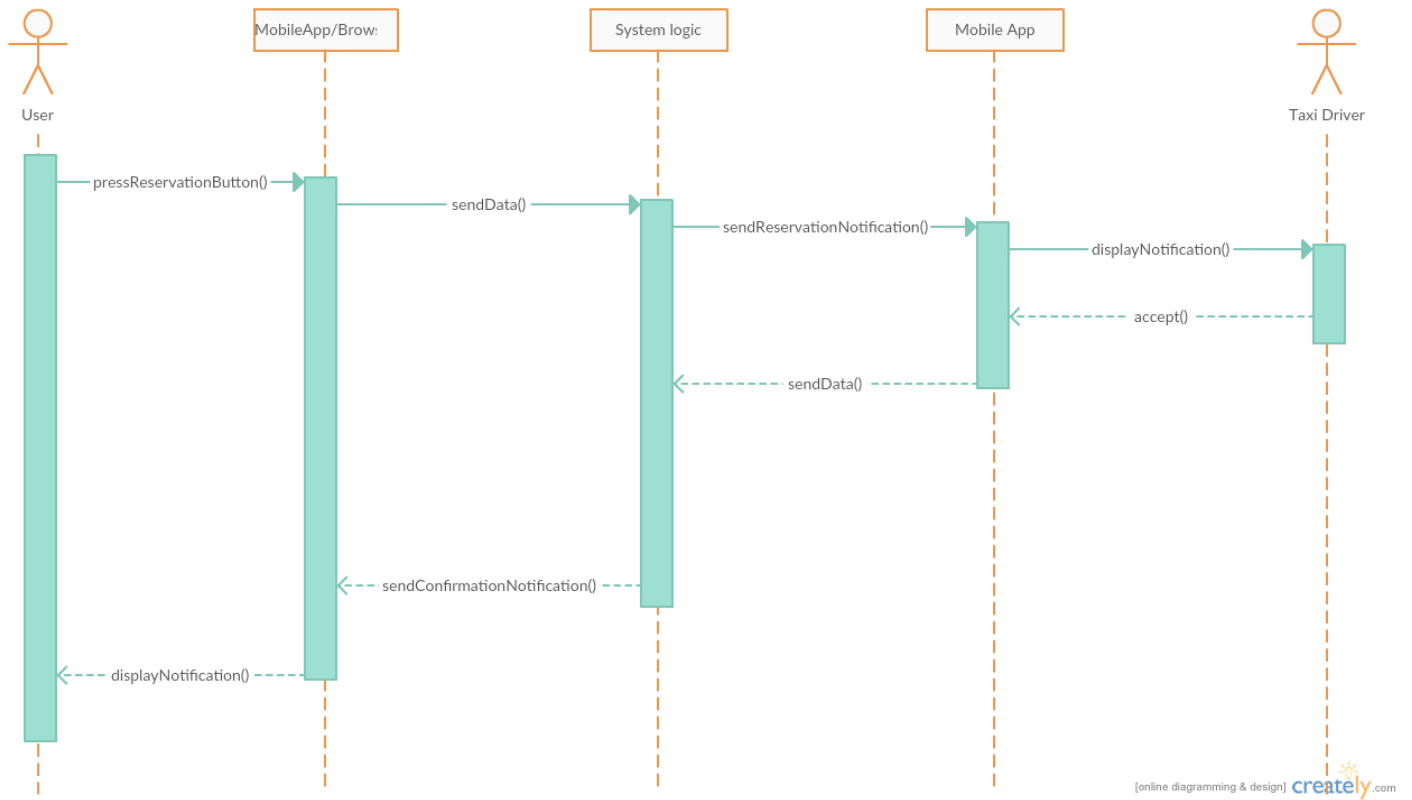 MobileApp/Brows
System logic
Mobile App
User
Taxi Driver
pressReservationButton()
sendData()
sendReservationNotification()
displayNotification()
accept()
sendData()
sendConfirmationNotification()
displayNotification()
[online diagramming & design] creately.com